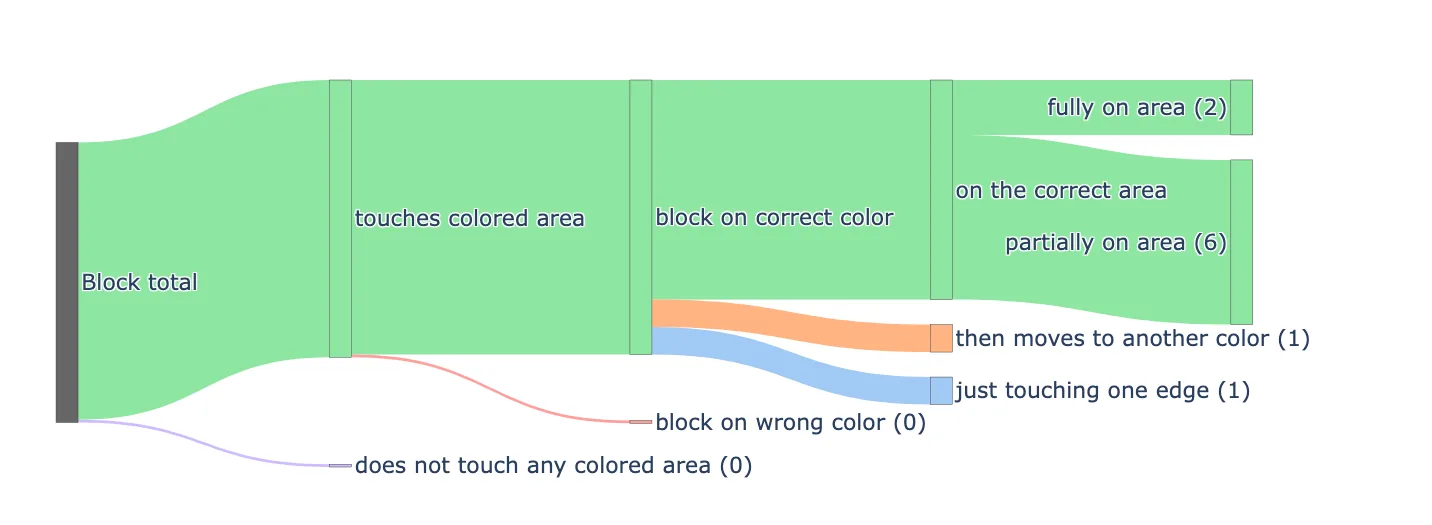 fully on area (2)
on the correct area
touches colored area
block on correct color
partially on area (6)
Block total
then moves to another color (1)
just touching one edge (1)
block on wrong color (0)
does not touch any colored area (0)